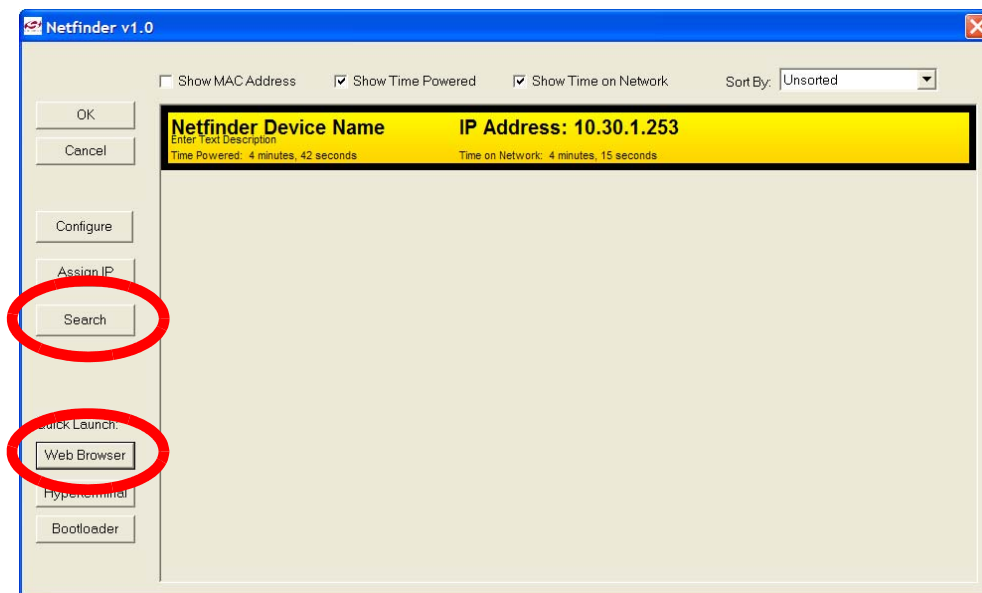 Netfinder v1.0
Show MAC Address Show Time Powered Show Time on Network Sort By: Unsorted
OK
Cancel
Configure
Assign IP
Search
Quick Launch:
Web Browser
HyperTerminal
Bootloader
Netfinder Device Name IP Address: 10.30.1.253
Enter Text Description
Time Powered: 4 minutes, 42 seconds Time on Network: 4 minutes, 15 seconds